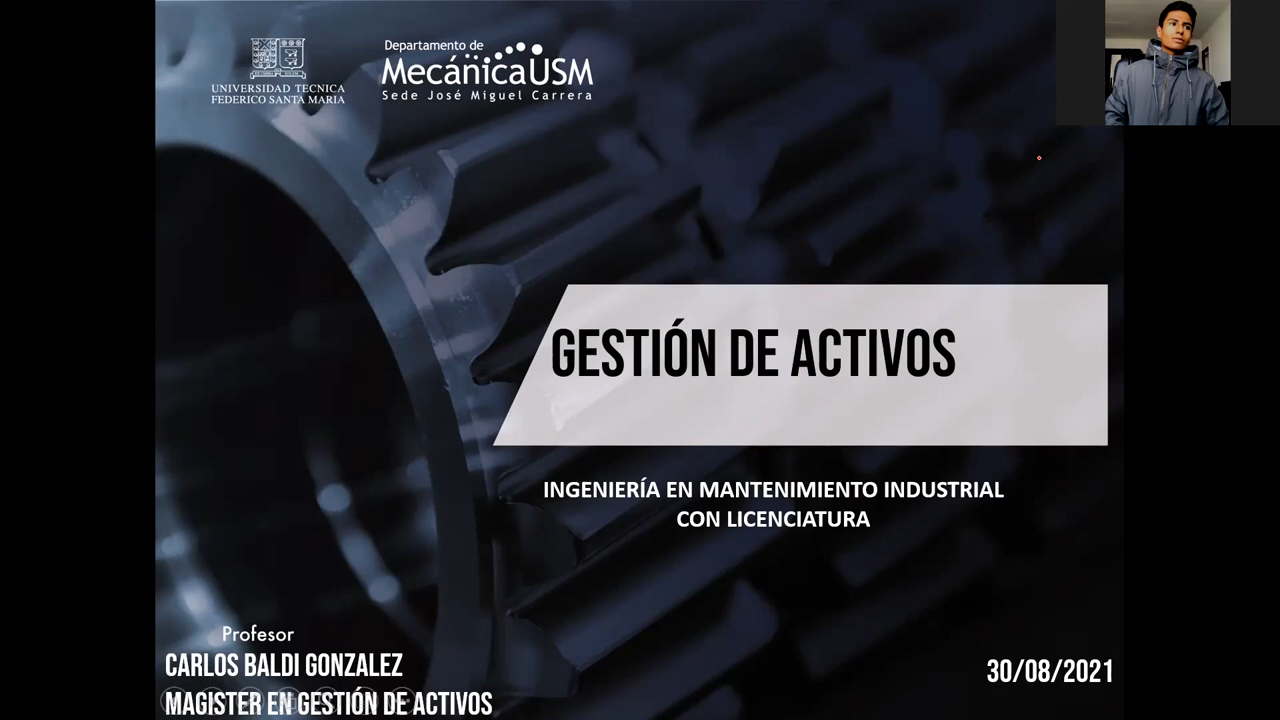 UNIVERSIDAD TECNICA
FEDERICO SANTA MARIA
Departamento de
MecánicaUSM
Sede José Miguel Carrera
GESTIÓN DE ACTIVOS
INGENIERÍA EN MANTENIMIENTO INDUSTRIAL
CON LICENCIATURA
Profesor
CARLOS BALDI GONZALEZ
MAGISTER EN GESTIÓN DE ACTIVOS
30/08/2021